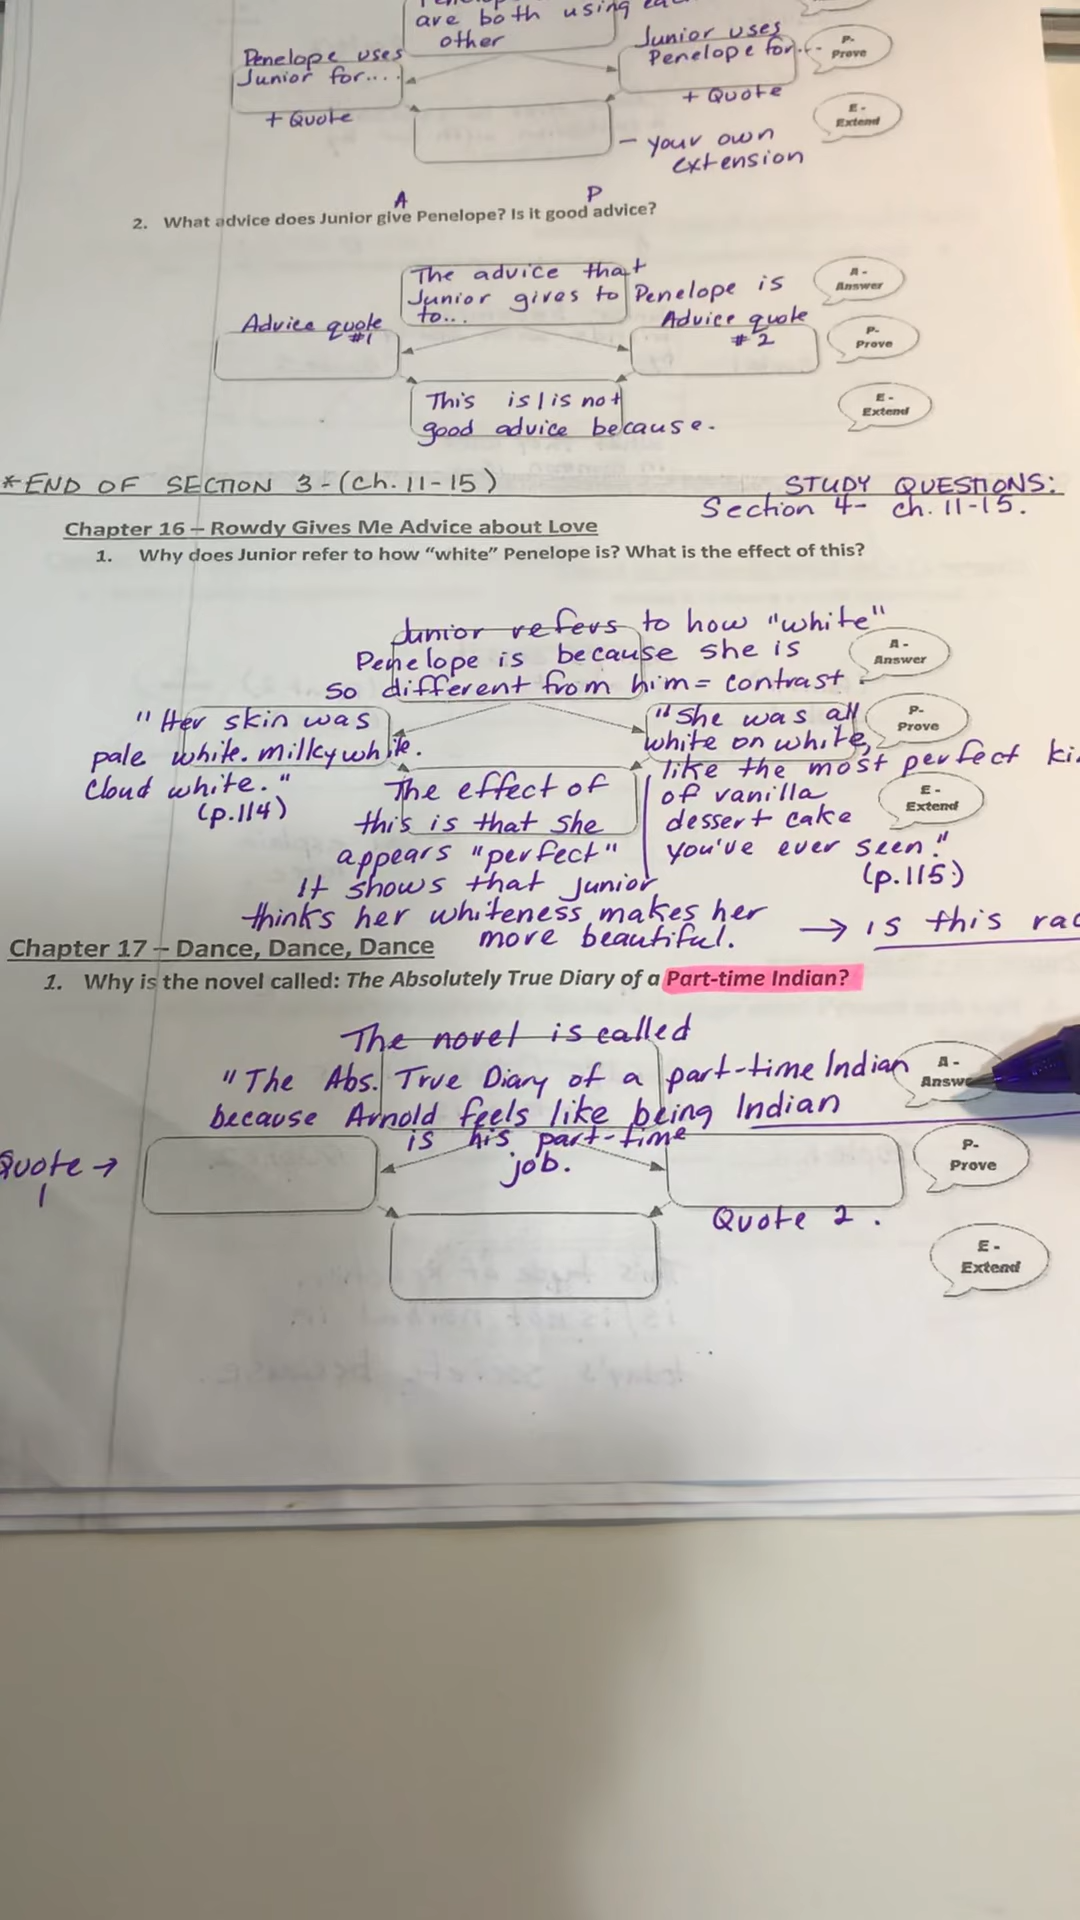 are both using
other
Penelope uses
Junior for....
+ Quote
Junior uses
Penelope for....
+ Quote
P-
Prove
E-
Extend
- your own
extension
A P
2. What advice does Junior give Penelope? Is it good advice?
The advice that
Junior gives to Penelope is
to...
A-
Answer
Advice quote
#1
Advice quote
#2
P-
Prove
This is/is not
good advice because.
E-
Extend
*END OF SECTION 3-(Ch. 11-15)
STUDY QUESTIONS:
Section 4- ch. 11-15.
Chapter 16 – Rowdy Gives Me Advice about Love
1. Why does Junior refer to how “white” Penelope is? What is the effect of this?
Junior refers to how "white"
Penelope is because she is
so different from him = contrast
A-
Answer
"Her skin was
pale white. milky white.
cloud white."
(p.114)
"She was all
white on white,
like the most perfect
of vanilla
dessert cake
you've ever seen."
(p.115)
P-
Prove
E-
Extend
The effect of
this is that she
appears "perfect"
It shows that Junior
thinks her whiteness makes her
more beautiful.
→ is this
Chapter 17 – Dance, Dance, Dance
1. Why is the novel called: The Absolutely True Diary of a Part-time Indian?
The novel is called
"The Abs. True Diary of a part-time Indian
because Arnold feels like being Indian
is his part-time
job.
A-
Quote →
1
P-
Prove
Quote 2.
E-
Extend